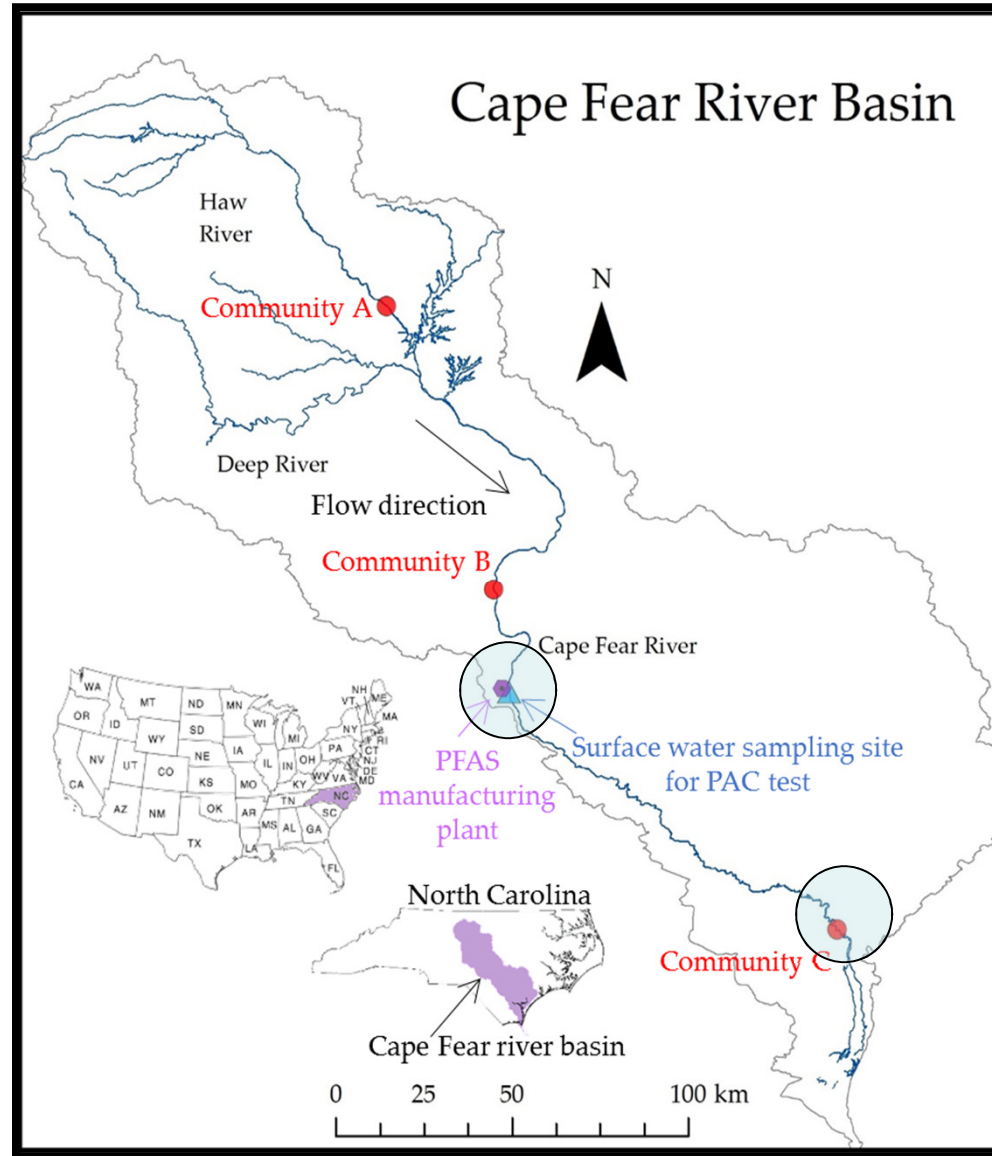 Cape Fear River Basin
Haw
River
N
Community A
Deep River
Flow direction
Community B
Cape Fear River
PFAS
manufacturing
plant
Surface water sampling site
for PAC test
WA
OR
CA
NV
ID
MT
WY
UT
AZ
CO
NM
ND
SD
NE
KS
OK
TX
MN
IA
MO
AR
LA
WI
IL
MS
MI
IN
KY
TN
AL
OH
WV
GA
FL
SC
NC
VA
PA
NY
VT
NH
ME
MA
RI
CT
NJ
DE
MD
North Carolina
Community C
Cape Fear river basin
0 25 50 100 km